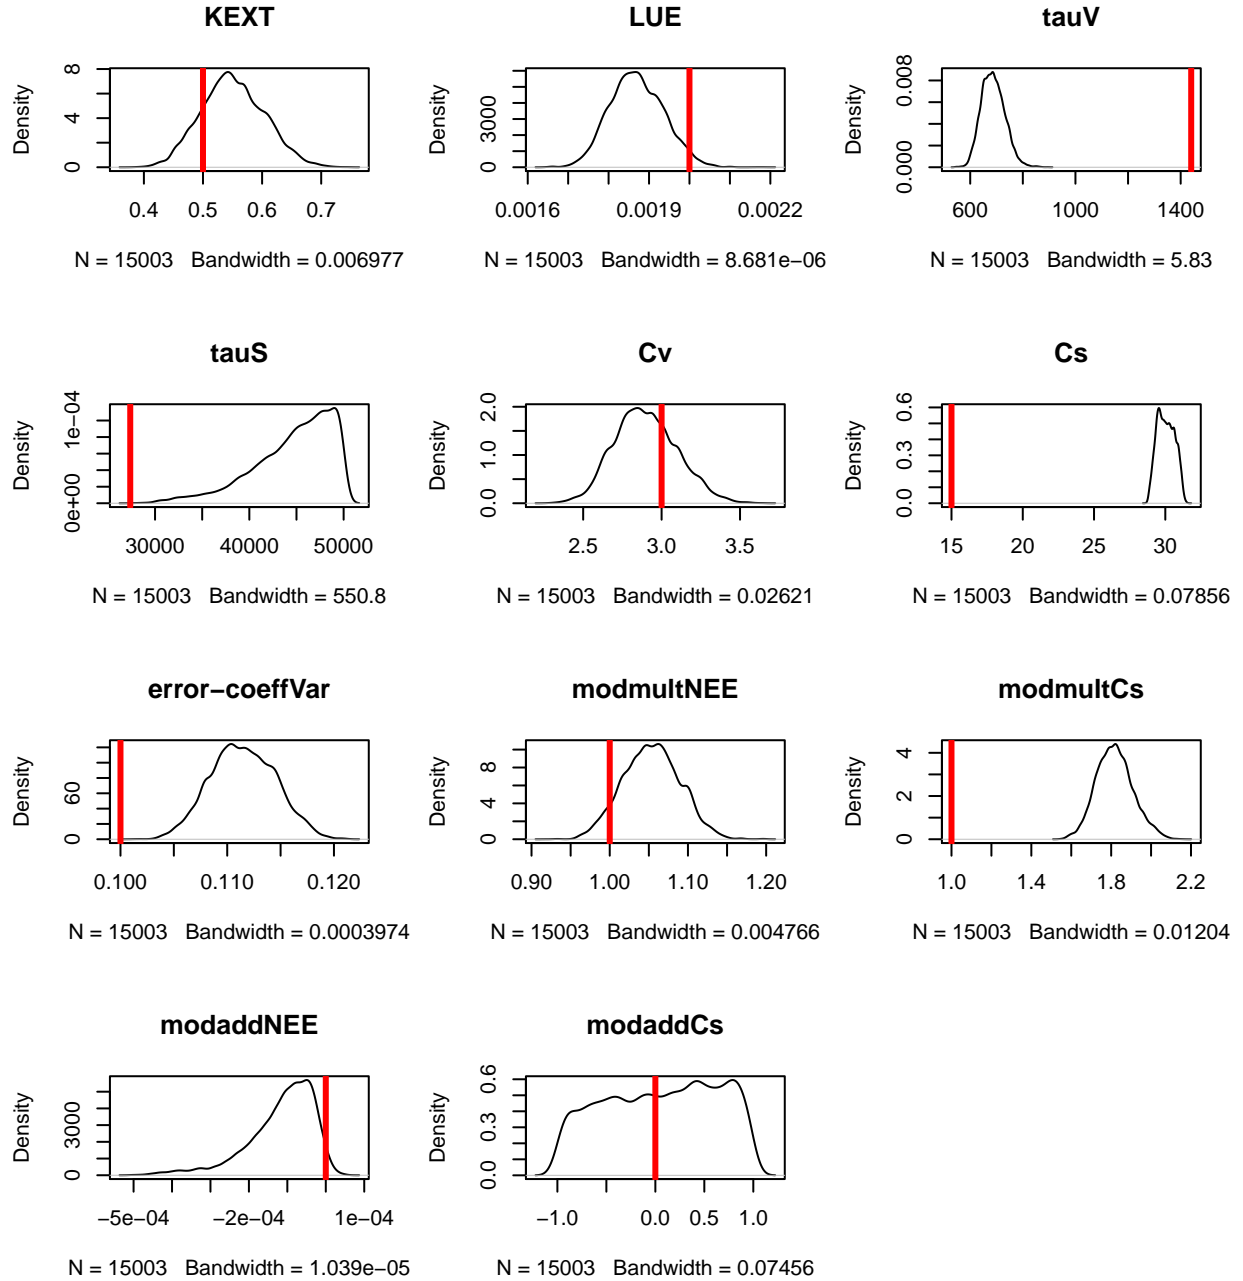 KEXT
LUE
tauV
Density
0 4 8
0.4 0.5 0.6 0.7
N = 15003 Bandwidth = 0.006977
Density
0 3000
0.0016 0.0019 0.0022
N = 15003 Bandwidth = 8.681e−06
Density
0.000 0.008
600 1000 1400
N = 15003 Bandwidth = 5.83
tauS
Cv
Cs
Density
0e+00 1e−04
30000 40000 50000
N = 15003 Bandwidth = 550.8
Density
0.0 1.0 2.0
2.5 3.0 3.5
N = 15003 Bandwidth = 0.02621
Density
0.0 0.3 0.6
15 20 25 30
N = 15003 Bandwidth = 0.07856
error−coeffVar
modmultNEE
modmultCs
Density
0 60
0.100 0.110 0.120
N = 15003 Bandwidth = 0.0003974
Density
0 4 8
0.90 1.00 1.10 1.20
N = 15003 Bandwidth = 0.004766
Density
0 2 4
1.0 1.4 1.8 2.2
N = 15003 Bandwidth = 0.01204
modaddNEE
modaddCs
Density
0 3000
−5e−04 −2e−04 1e−04
N = 15003 Bandwidth = 1.039e−05
Density
0.0 0.3 0.6
−1.0 0.0 0.5 1.0
N = 15003 Bandwidth = 0.07456